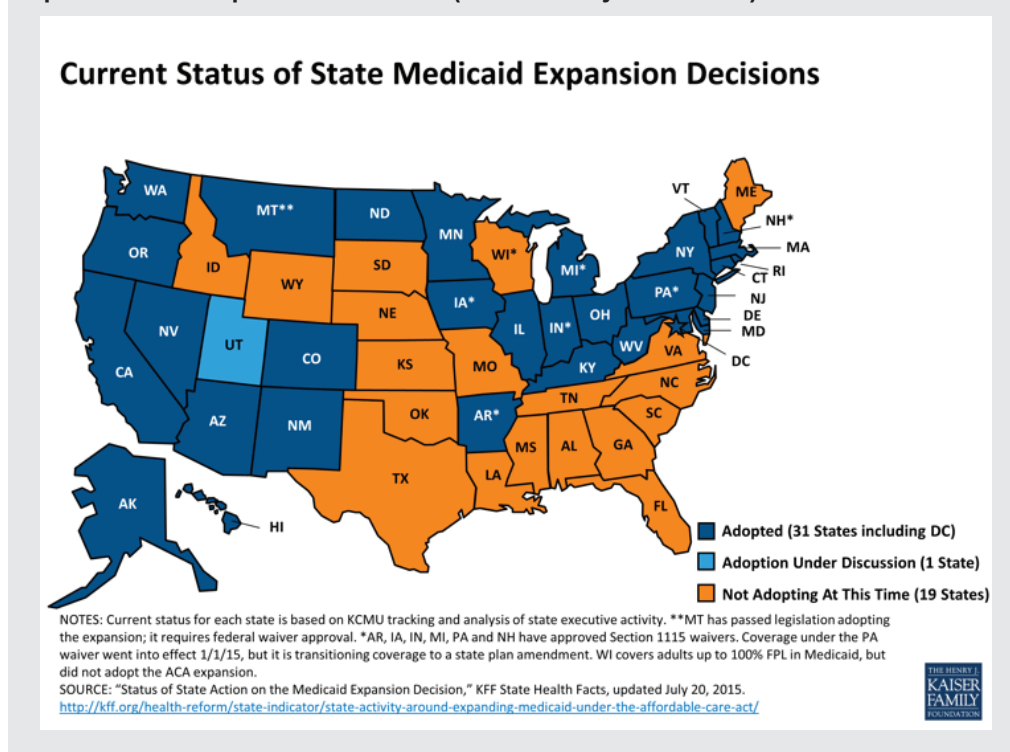 Current Status of State Medicaid Expansion Decisions
WA
MT**
ND
MN
VT
ME
NH*
OR
ID
SD
WI*
MI*
NY
MA
WY
RI
CT
NE
IA*
PA*
NJ
NV
UT
CO
IL
IN*
OH
DE
MD
CA
KS
MO
WV
KY
VA
DC
AZ
NM
OK
AR*
TN
NC
SC
TX
LA
MS
AL
GA
FL
AK
HI
Adopted (31 States including DC)
Adoption Under Discussion (1 State)
Not Adopting At This Time (19 States)
NOTES: Current status for each state is based on KCMU tracking and analysis of state executive activity. **MT has passed legislation adopting
the expansion; it requires federal waiver approval. *AR, IA, IN, MI, PA and NH have approved Section 1115 waivers. Coverage under the PA
waiver went into effect 1/1/15, but it is transitioning coverage to a state plan amendment. WI covers adults up to 100% FPL in Medicaid, but
did not adopt the ACA expansion.
SOURCE: “Status of State Action on the Medicaid Expansion Decision,” KFF State Health Facts, updated July 20, 2015.
http://kff.org/health-reform/state-indicator/state-activity-around-expanding-medicaid-under-the-affordable-care-act/
THE HENRY J.
KAISER
FAMILY
FOUNDATION